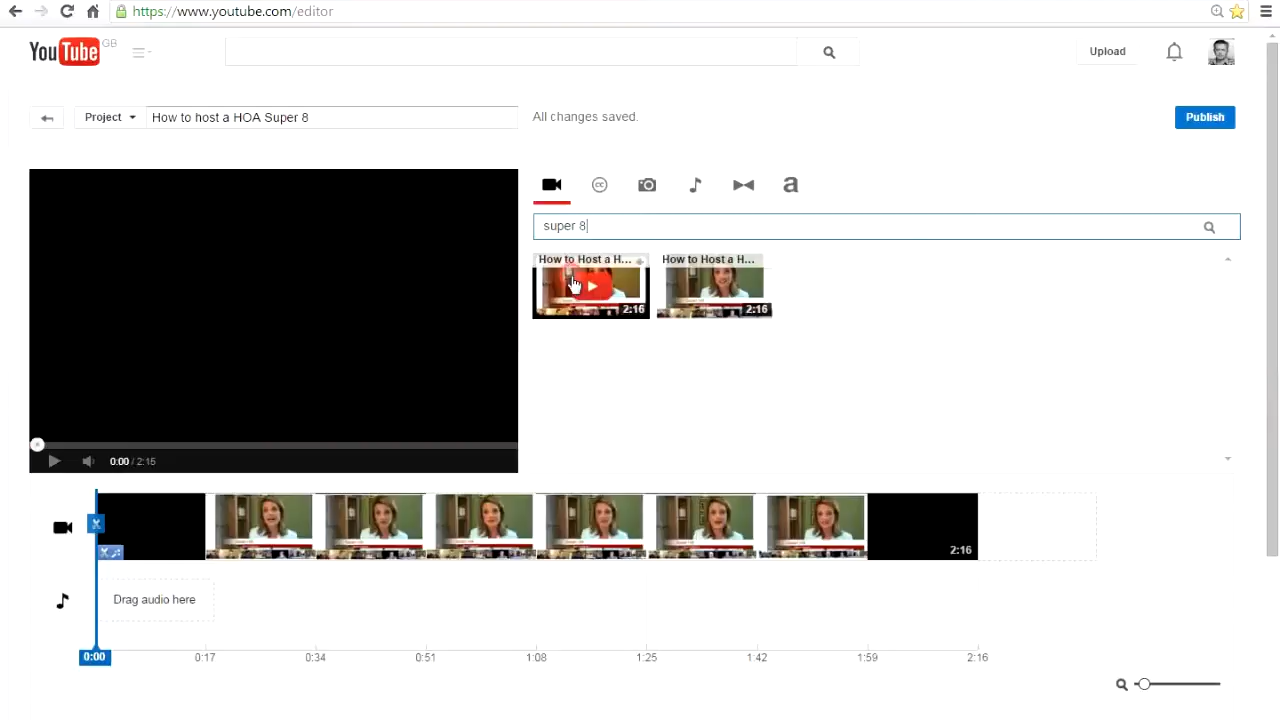 https://www.youtube.com/editor
YouTube GB
Upload
Project
How to host a HOA Super 8
All changes saved.
Publish
cc
a
super 8
How to Host a H...
How to Host a H...
2:16
2:16
0:00 / 2:15
2:16
Drag audio here
0:00
0:17
0:34
0:51
1:08
1:25
1:42
1:59
2:16